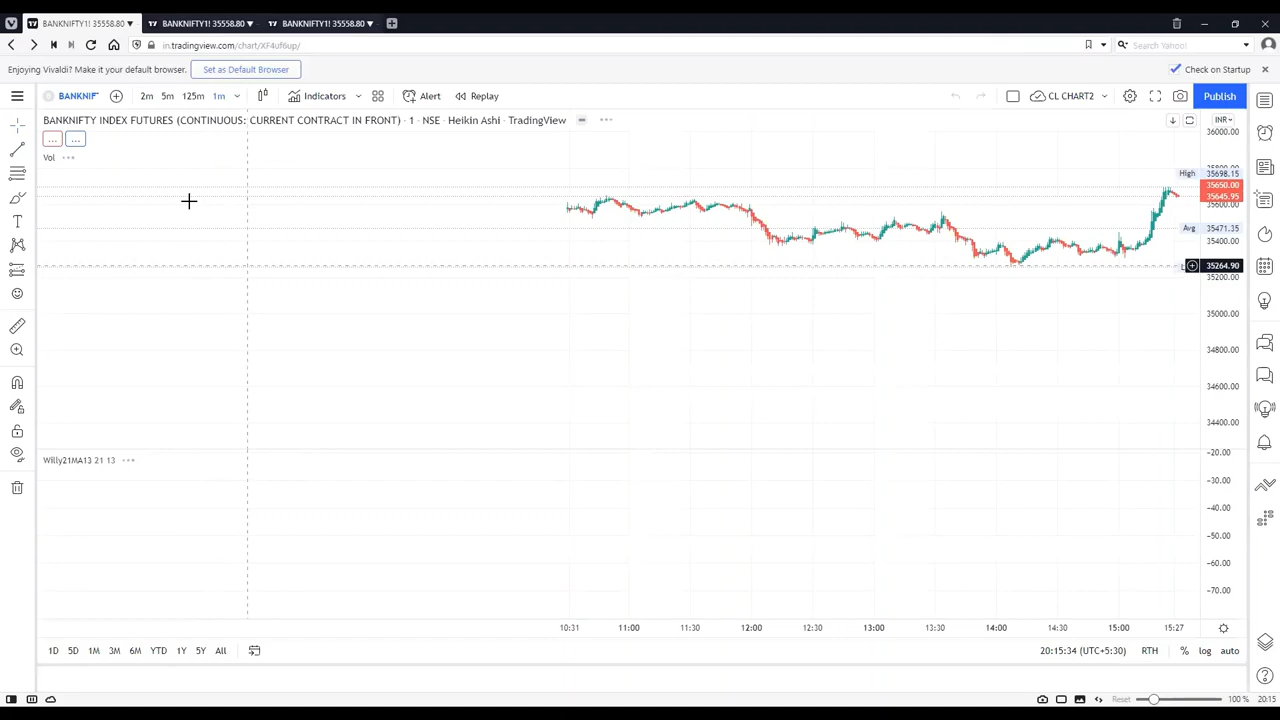 BANKNIFTY1! 35558.80 ▼
BANKNIFTY1! 35558.80 ▼
BANKNIFTY1! 35558.80 ▼
in.tradingview.com/chart/XF4uf6up/
Search Yahoo!
Enjoying Vivaldi? Make it your default browser.
Set as Default Browser
Check on Startup
BANKNIF
2m 5m 125m 1m
Indicators
Alert
Replay
CL CHART2
Publish
BANKNIFTY INDEX FUTURES (CONTINUOUS: CURRENT CONTRACT IN FRONT) · 1 · NSE · Heikin Ashi · TradingView
INR
Vol
36000.00
35800.00
High 35698.15
35650.00
35645.95
35600.00
Avg 35471.35
35400.00
35264.90
35200.00
35000.00
34800.00
34600.00
34400.00
Willy21MA13 21 13
-20.00
-30.00
-40.00
-50.00
-60.00
-70.00
10:31 11:00 11:30 12:00 12:30 13:00 13:30 14:00 14:30 15:00 15:27
1D 5D 1M 3M 6M YTD 1Y 5Y All
20:15:34 (UTC+5:30) RTH % log auto
Reset 100 % 20:15